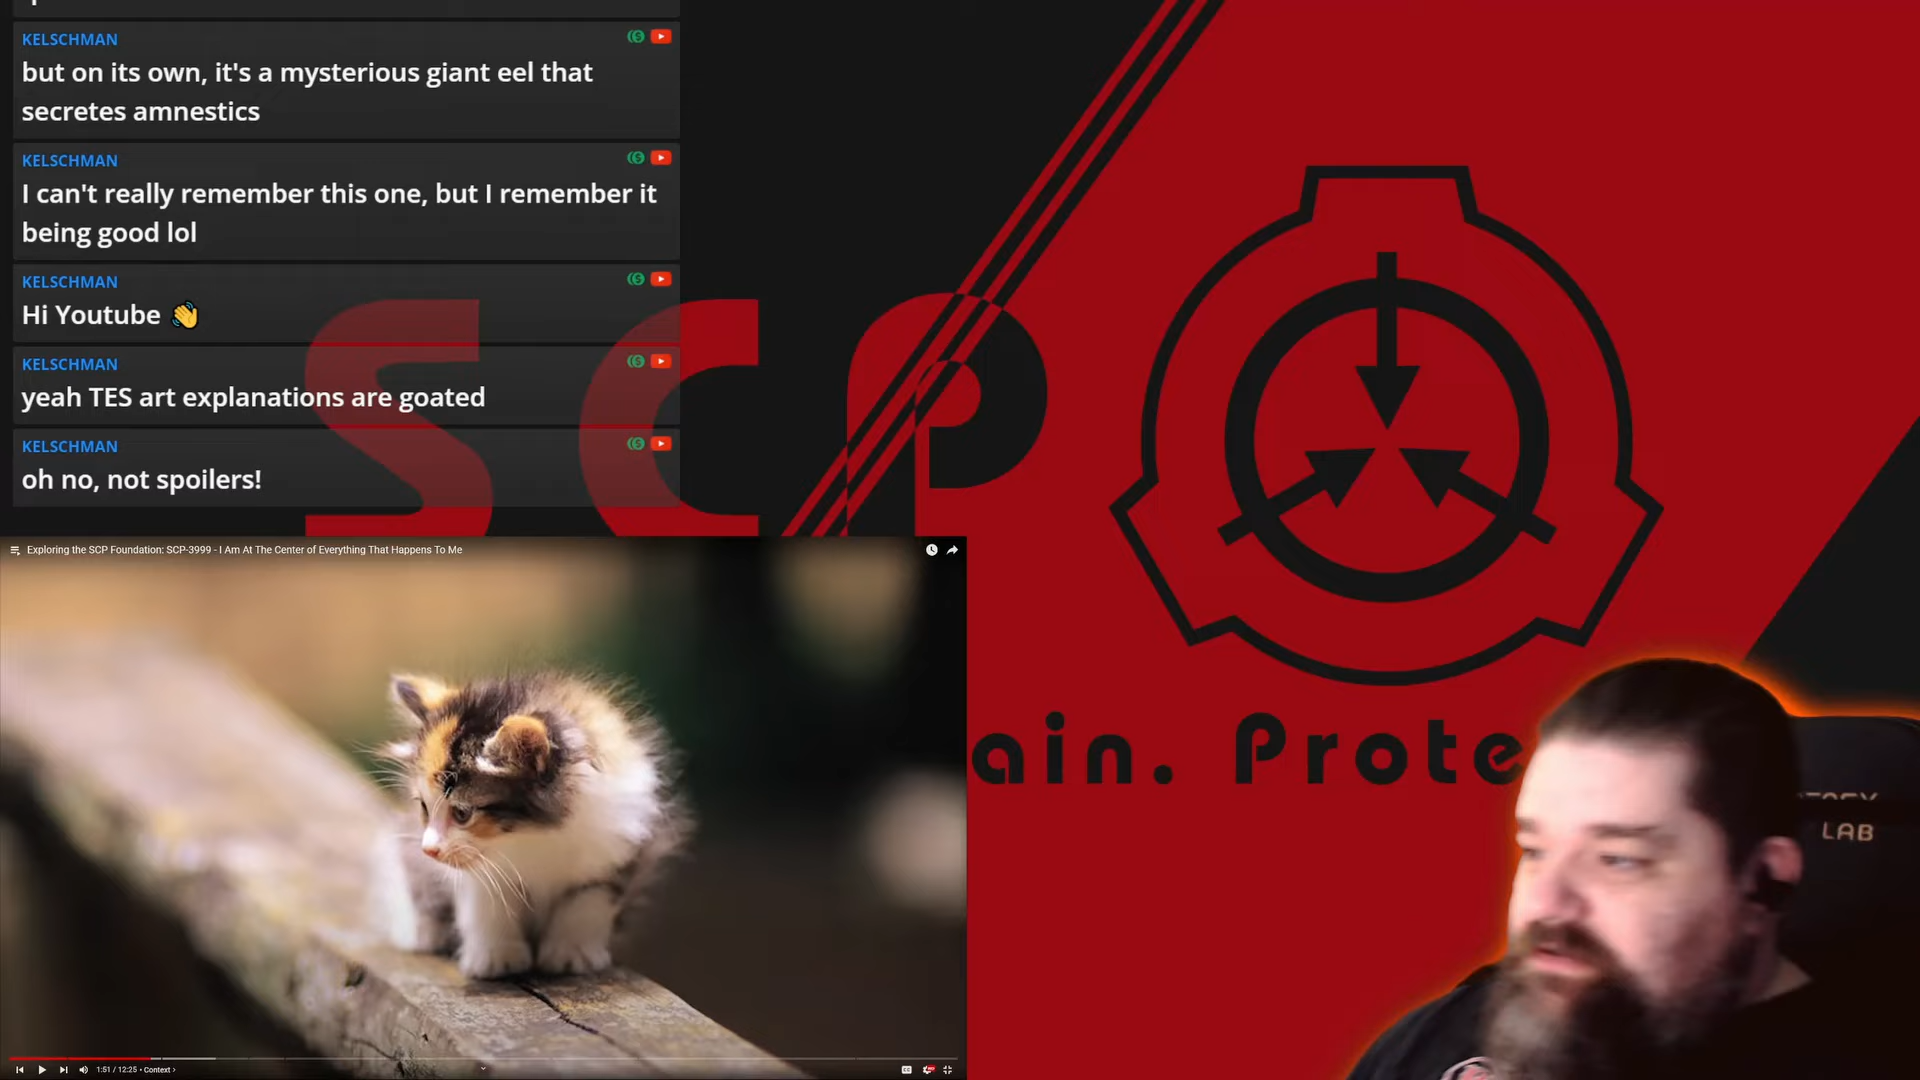 KELSCHMAN
but on its own, it's a mysterious giant eel that
secretes amnestics
KELSCHMAN
I can't really remember this one, but I remember it
being good lol
KELSCHMAN
Hi Youtube 👋
KELSCHMAN
yeah TES art explanations are goated
KELSCHMAN
oh no, not spoilers!
SCP
Exploring the SCP Foundation: SCP-3999 - I Am At The Center of Everything That Happens To Me
ain. Prote
LAB
1:51 / 12:25 • Context ›